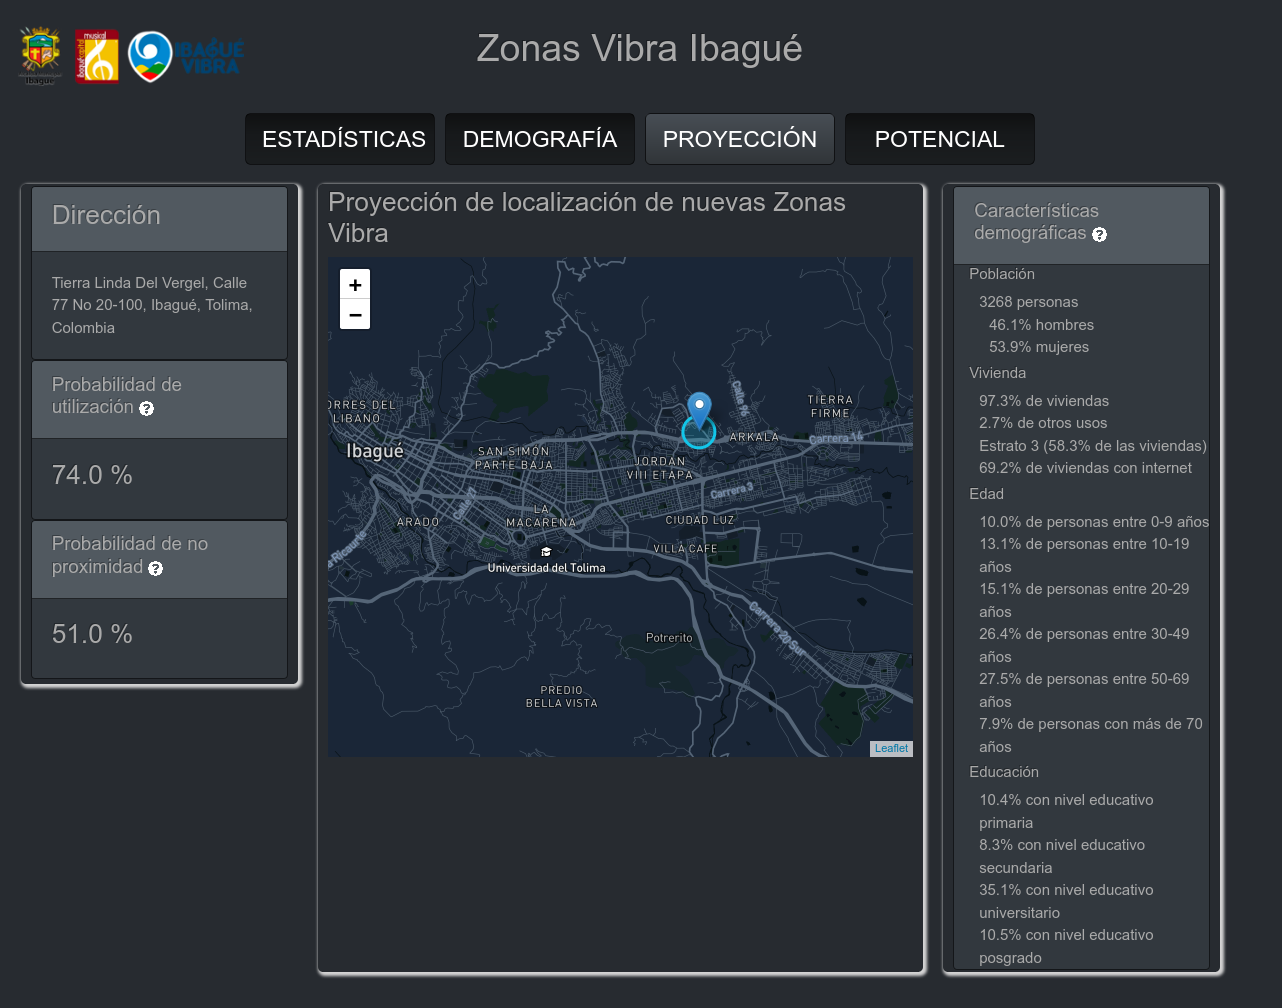 Ibagué
musical
IBAGUÉ
VIBRA
Zonas Vibra Ibagué
ESTADÍSTICAS
DEMOGRAFÍA
PROYECCIÓN
POTENCIAL
Dirección
Tierra Linda Del Vergel, Calle
77 No 20-100, Ibagué, Tolima,
Colombia
Probabilidad de
utilización ?
74.0 %
Probabilidad de no
proximidad ?
51.0 %
Proyección de localización de nuevas Zonas
Vibra
+
−
Calle 96
TIERRA
FIRME
ORRES DEL
LIBANO
ARKALA
Carrera 14
Ibagué
SAN SIMÓN
PARTE BAJA
JORDÁN
VIII ETAPA
Carrera 3
LA
MACARENA
ARADO
CIUDAD LUZ
VILLA CAFE
Universidad del Tolima
Carrera 20 Sur
Potrerito
PREDIO
BELLA VISTA
Leaflet
Características
demográficas ?
Población
3268 personas
46.1% hombres
53.9% mujeres
Vivienda
97.3% de viviendas
2.7% de otros usos
Estrato 3 (58.3% de las viviendas)
69.2% de viviendas con internet
Edad
10.0% de personas entre 0-9 años
13.1% de personas entre 10-19
años
15.1% de personas entre 20-29
años
26.4% de personas entre 30-49
años
27.5% de personas entre 50-69
años
7.9% de personas con más de 70
años
Educación
10.4% con nivel educativo
primaria
8.3% con nivel educativo
secundaria
35.1% con nivel educativo
universitario
10.5% con nivel educativo
posgrado